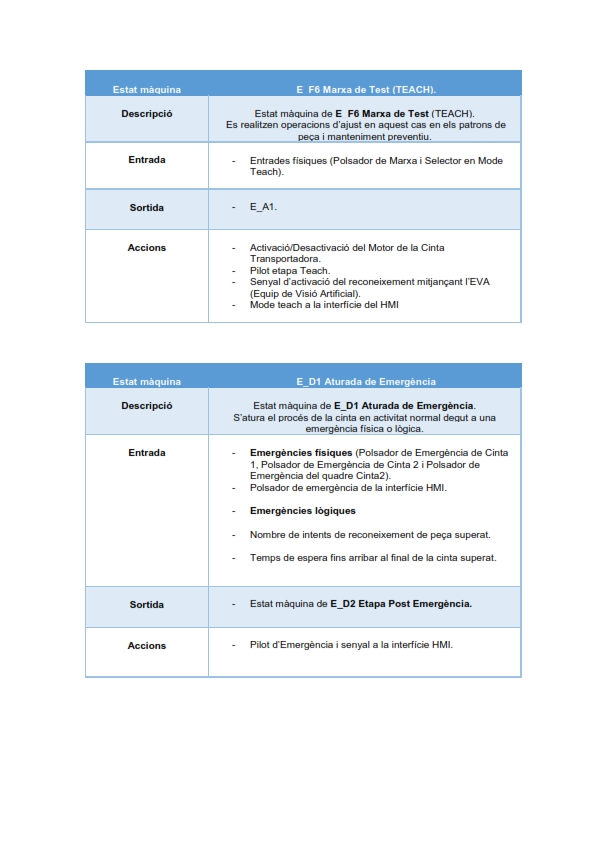 Estat màquina E_F6 Marxa de Test (TEACH).
Descripció Estat màquina de E_F6 Marxa de Test (TEACH).
Es realitzen operacions d'ajust en aquest cas en els patrons de
peça i manteniment preventiu.
Entrada - Entrades físiques (Polsador de Marxa i Selector en Mode
Teach).
Sortida - E_A1.
Accions - Activació/Desactivació del Motor de la Cinta
Transportadora.
- Pilot etapa Teach.
- Senyal d'activació del reconeixement mitjançant l'EVA
(Equip de Visió Artificial).
- Mode teach a la interfície del HMI
Estat màquina E_D1 Aturada de Emergència
Descripció Estat màquina de E_D1 Aturada de Emergència.
S'atura el procés de la cinta en activitat normal degut a una
emergència física o lògica.
Entrada - Emergències fisiques (Polsador de Emergència de Cinta
1, Polsador de Emergència de Cinta 2 i Polsador de
Emergència del quadre Cinta2).
- Polsador de emergència de la interfície HMI.
- Emergències lògiques
- Nombre de intents de reconeixement de peça superat.
- Temps de espera fins arribar al final de la cinta superat.
Sortida - Estat màquina de E_D2 Etapa Post Emergència.
Accions - Pilot d'Emergència i senyal a la interfície HMI.